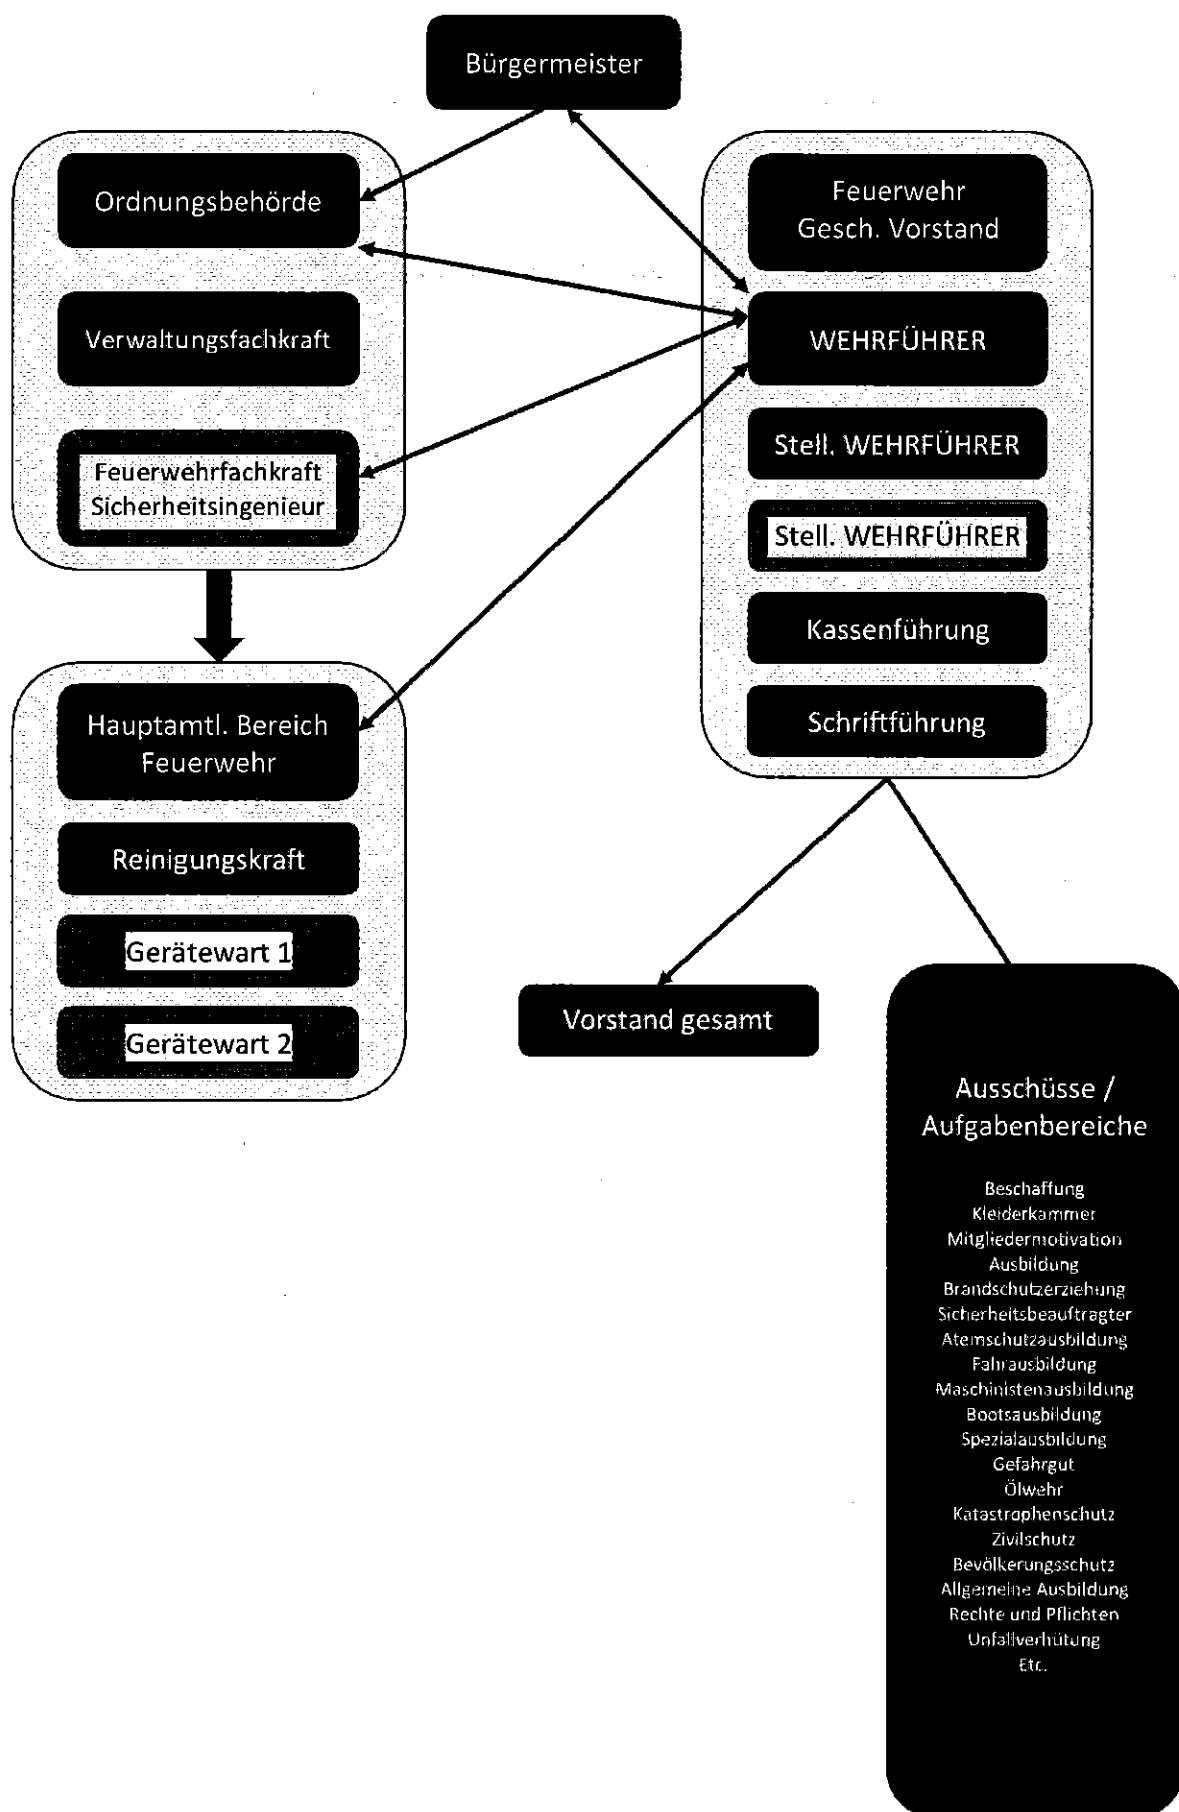 Bürgermeister
Ordnungsbehörde
Verwaltungsfachkraft
Feuerwehrfachkraft
Sicherheitsingenieur
Hauptamtl. Bereich
Feuerwehr
Reinigungskraft
Gerätewart 1
Gerätewart 2
Feuerwehr
Gesch. Vorstand
WEHRFÜHRER
Stell. WEHRFÜHRER
Stell. WEHRFÜHRER
Kassenführung
Schriftführung
Vorstand gesamt
Ausschüsse /
Aufgabenbereiche
Beschaffung
Kleiderkammer
Mitgliedermotivation
Ausbildung
Brandschutzerziehung
Sicherheitsbeauftragter
Atemschutzausbildung
Fahrausbildung
Maschinistenausbildung
Bootsausbildung
Spezialausbildung
Gefahrgut
Ölwehr
Katastrophenschutz
Zivilschutz
Bevölkerungsschutz
Allgemeine Ausbildung
Rechte und Pflichten
Unfallverhütung
Etc.